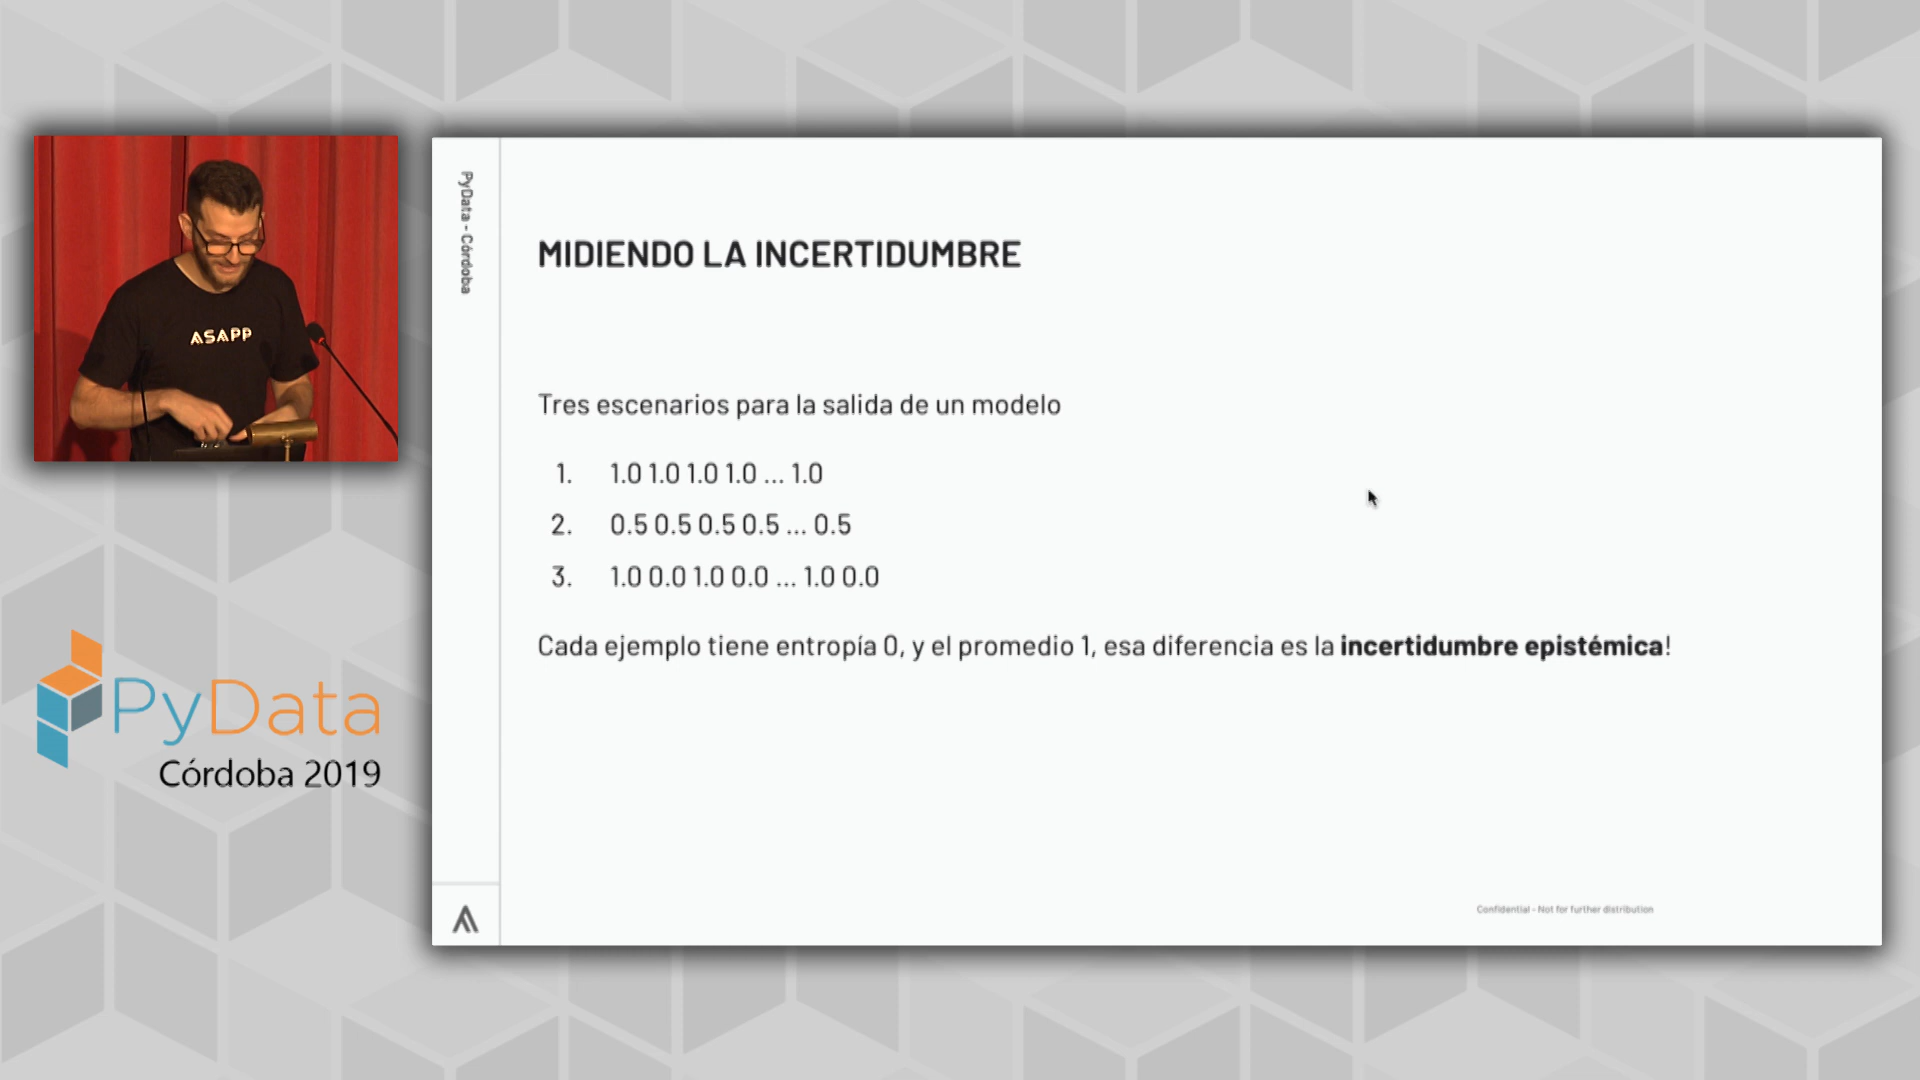 ASAPP
PyData
Córdoba 2019
PyData - Córdoba
MIDIENDO LA INCERTIDUMBRE
Tres escenarios para la salida de un modelo
1. 1.0 1.0 1.0 1.0 ... 1.0
2. 0.5 0.5 0.5 0.5 ... 0.5
3. 1.0 0.0 1.0 0.0 ... 1.0 0.0
Cada ejemplo tiene entropía 0, y el promedio 1, esa diferencia es la incertidumbre epistémica!
Confidential - Not for further distribution